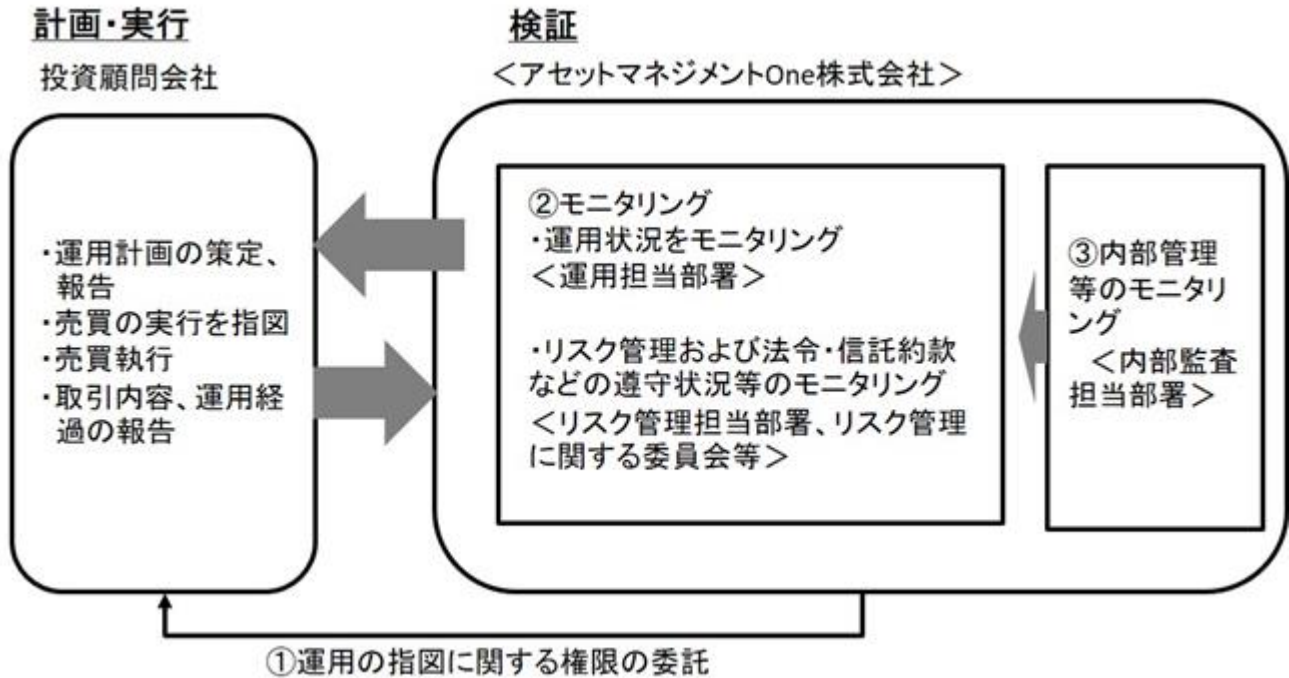 計画・実行
投資顧問会社
・運用計画の策定、
報告
・売買の実行を指図
・売買執行
・取引内容、運用経
過の報告
検証
＜アセットマネジメントOne株式会社＞
②モニタリング
・運用状況をモニタリング
＜運用担当部署＞
・リスク管理および法令・信託約款
などの遵守状況等のモニタリング
＜リスク管理担当部署、リスク管理
に関する委員会等＞
③内部管理
等のモニタリ
ング
＜内部監査
担当部署＞
①運用の指図に関する権限の委託